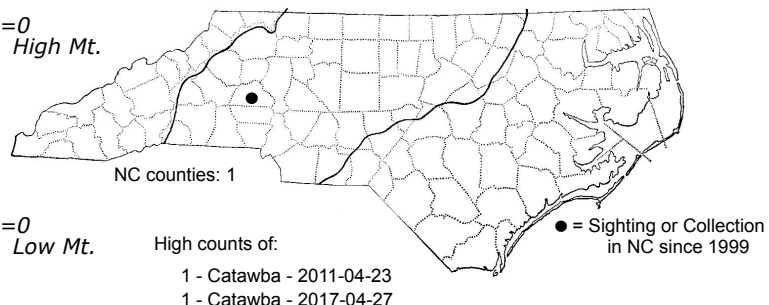 =0
High Mt.
NC counties: 1
=0
Low Mt.
High counts of:
1 - Catawba - 2011-04-23
1 - Catawba - 2017-04-27
● = Sighting or Collection
in NC since 1999